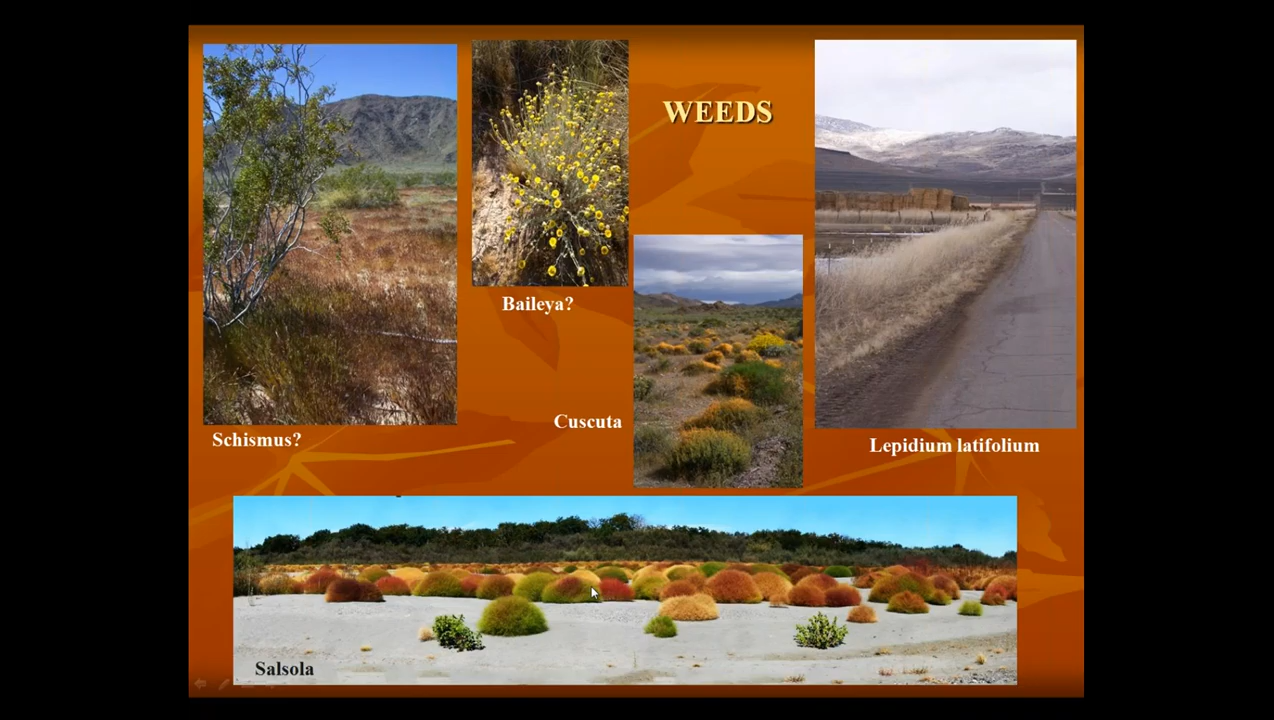 WEEDS
Baileya?
Cuscuta
Schismus?
Lepidium latifolium
Salsola